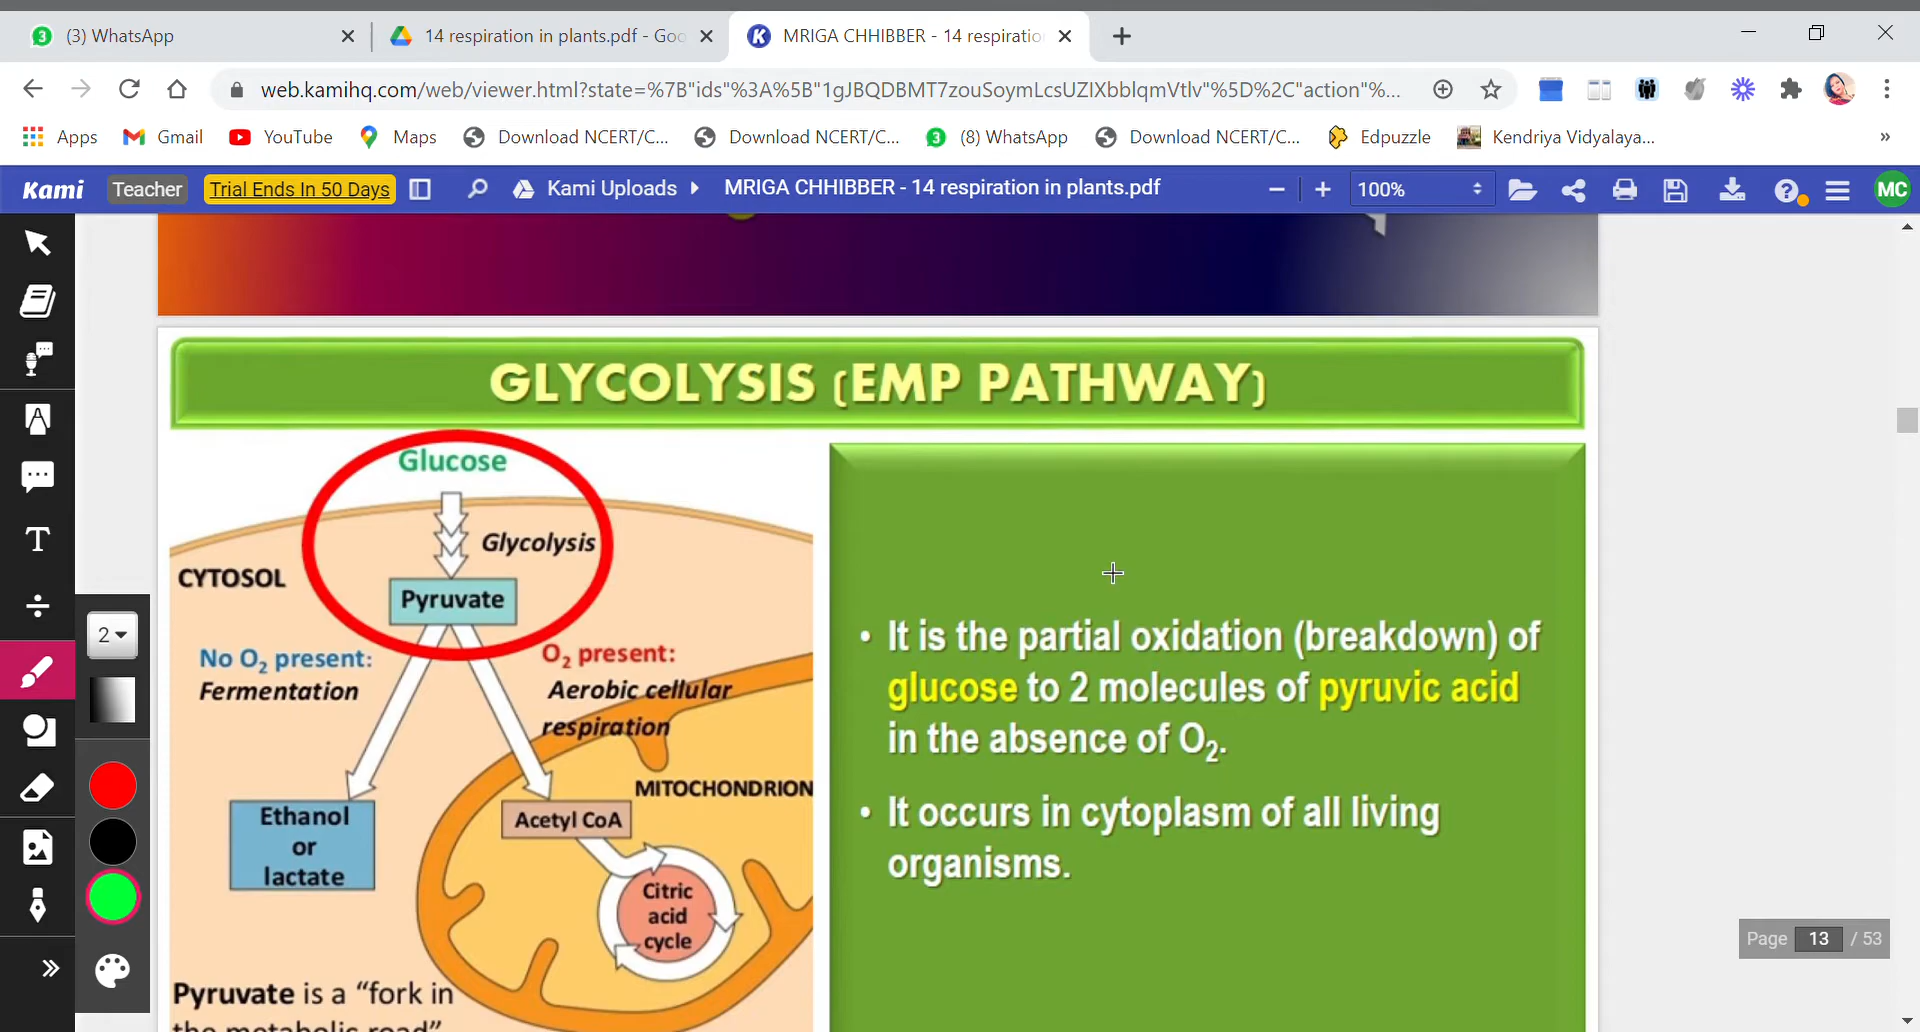 3 (3) WhatsApp
14 respiration in plants.pdf - Goo
K MRIGA CHHIBBER - 14 respiratio
web.kamihq.com/web/viewer.html?state=%7B"ids"%3A%5B"1gJBQDBMT7zouSoymLcsUZIXbblqmVtlv"%5D%2C"action"%...
Apps Gmail YouTube Maps Download NCERT/C... Download NCERT/C... 3 (8) WhatsApp Download NCERT/C... Edpuzzle Kendriya Vidyalaya... »
Kami Teacher Trial Ends In 50 Days Kami Uploads MRIGA CHHIBBER - 14 respiration in plants.pdf 100% MC
GLYCOLYSIS (EMP PATHWAY)
Glucose
Glycolysis
CYTOSOL
Pyruvate
No O2 present:
Fermentation
O2 present:
Aerobic cellular
respiration
MITOCHONDRION
Ethanol
or
lactate
Acetyl CoA
Citric
acid
cycle
Pyruvate is a “fork in
the metabolic road”
• It is the partial oxidation (breakdown) of
glucose to 2 molecules of pyruvic acid
in the absence of O2.
• It occurs in cytoplasm of all living
organisms.
2
Page 13 / 53